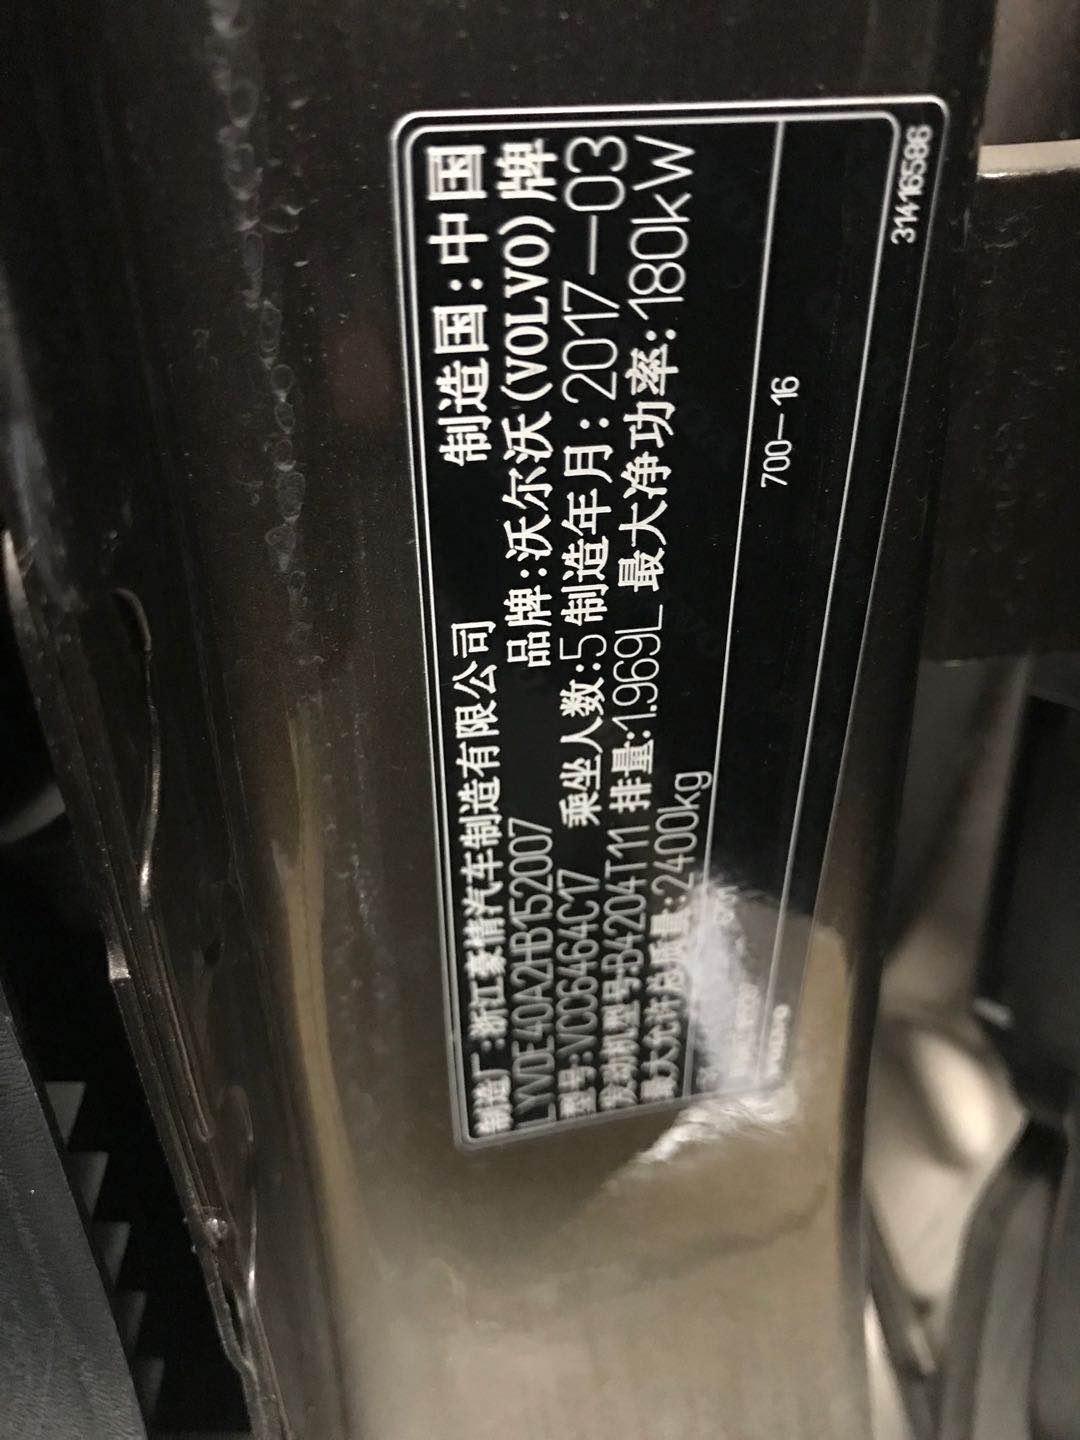 制造厂:浙江豪情汽车制造有限公司 制造国:中国
LYVDE40A2HB152007 品牌:沃尔沃(VOLVO)牌
型号:VCC6464C17 乘坐人数:5 制造年月:2017-03
发动机型号:B4204T11 排量:1.969L 最大净功率:180kW
最大允许总质量:2400kg
700-16
31416586